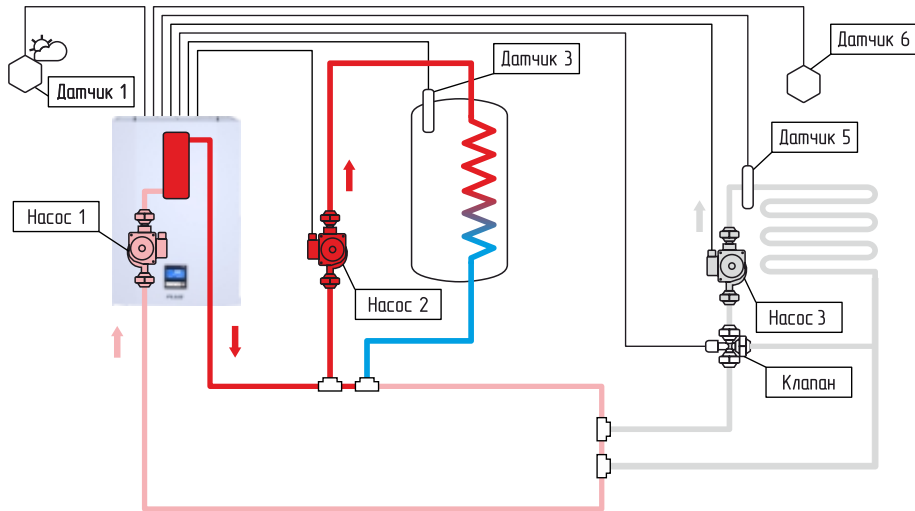 Датчик 1
Датчик 3
Датчик 6
Датчик 5
Насос 1
Насос 2
Насос 3
Клапан